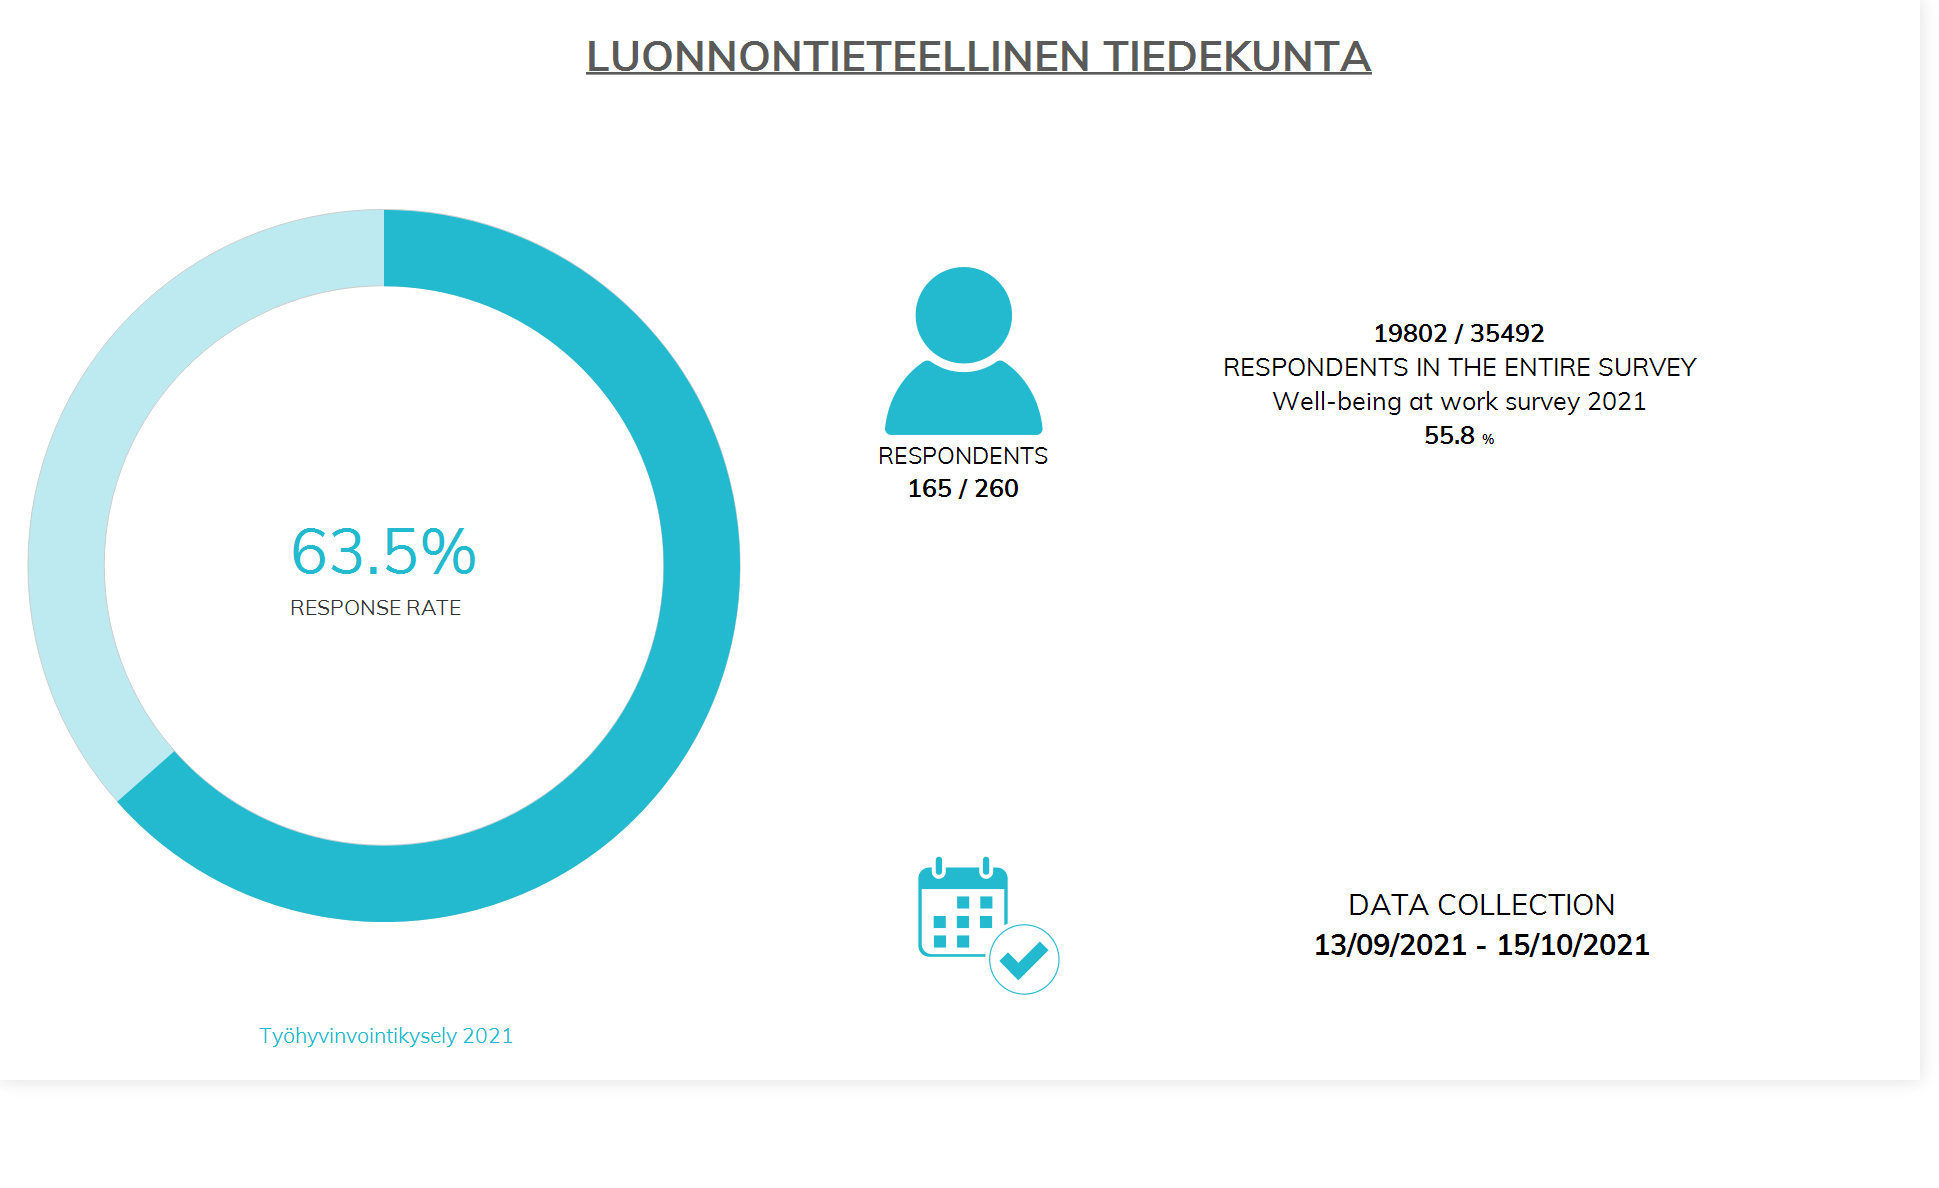 LUONNONTIETEELLINEN TIEDEKUNTA
63.5%
RESPONSE RATE
Työhyvinvointikysely 2021
RESPONDENTS
165 / 260
19802 / 35492
RESPONDENTS IN THE ENTIRE SURVEY
Well-being at work survey 2021
55.8 %
DATA COLLECTION
13/09/2021 - 15/10/2021